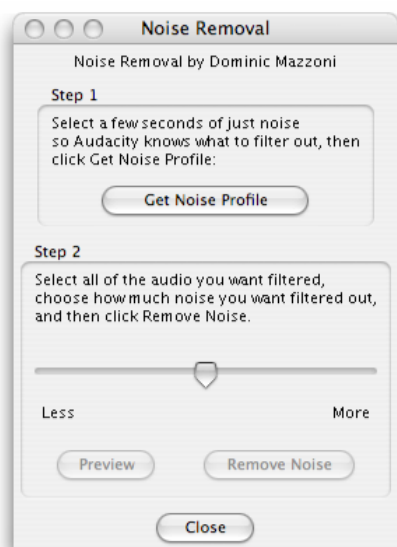 Noise Removal
Noise Removal by Dominic Mazzoni
Step 1
Select a few seconds of just noise
so Audacity knows what to filter out, then
click Get Noise Profile:
Get Noise Profile
Step 2
Select all of the audio you want filtered,
choose how much noise you want filtered out,
and then click Remove Noise.
Less More
Preview Remove Noise
Close